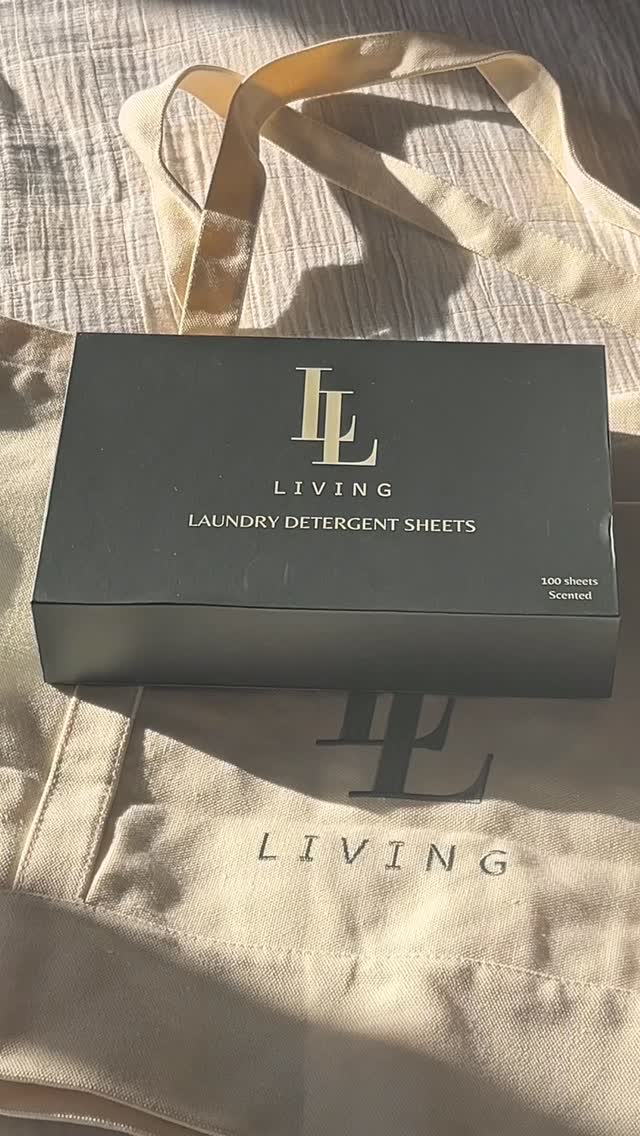 LL
LIVING
LAUNDRY DETERGENT SHEETS
100 sheets
Scented
LL
LIVING